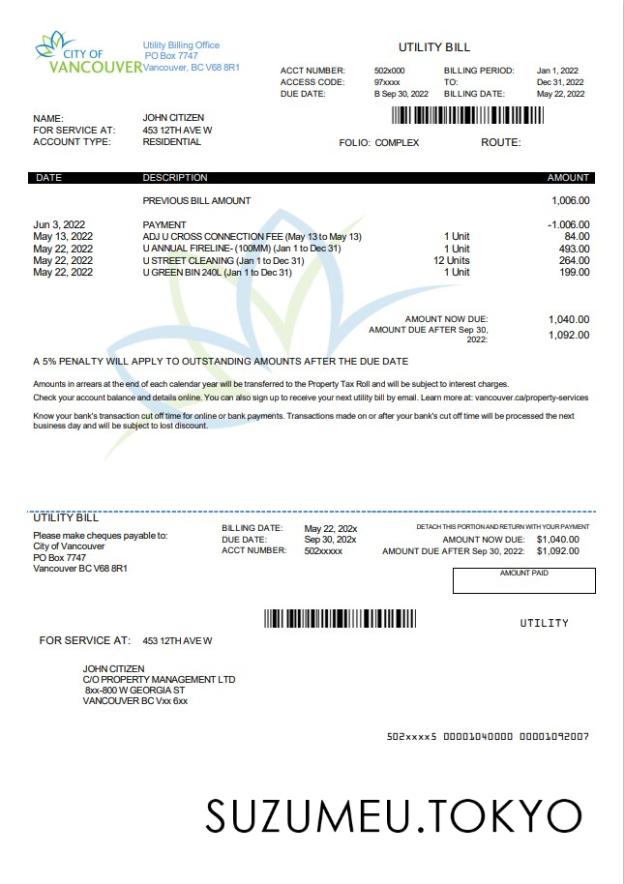 CITY OF
VANCOUVER
Utility Billing Office
PO Box 7747
Vancouver, BC V68 8R1
UTILITY BILL
ACCT NUMBER: 502x000 BILLING PERIOD: Jan 1, 2022
ACCESS CODE: 97xxxx TO: Dec 31, 2022
DUE DATE: B Sep 30, 2022 BILLING DATE: May 22, 2022
NAME: JOHN CITIZEN
FOR SERVICE AT: 453 12TH AVE W
ACCOUNT TYPE: RESIDENTIAL
FOLIO: COMPLEX ROUTE:
DATE DESCRIPTION AMOUNT
PREVIOUS BILL AMOUNT 1,006.00
Jun 3, 2022 PAYMENT -1.006.00
May 13, 2022 ADJ U CROSS CONNECTION FEE (May 13 to May 13) 1 Unit 84.00
May 22, 2022 U ANNUAL FIRELINE- (100MM) (Jan 1 to Dec 31) 1 Unit 493.00
May 22, 2022 U STREET CLEANING (Jan 1 to Dec 31) 12 Units 264.00
May 22, 2022 U GREEN BIN 240L (Jan 1 to Dec 31) 1 Unit 199.00
AMOUNT NOW DUE: 1,040.00
AMOUNT DUE AFTER Sep 30, 2022: 1,092.00
A 5% PENALTY WILL APPLY TO OUTSTANDING AMOUNTS AFTER THE DUE DATE
Amounts in arrears at the end of each calendar year will be transferred to the Property Tax Roll and will be subject to interest charges.
Check your account balance and details online. You can also sign up to receive your next utility bill by email. Learn more at: vancouver.ca/property-services
Know your bank's transaction cut off time for online or bank payments. Transactions made on or after your bank's cut off time will be processed the next
business day and will be subject to lost discount.
UTILITY BILL
Please make cheques payable to:
City of Vancouver
PO Box 7747
Vancouver BC V68 8R1
BILLING DATE: May 22, 202x
DUE DATE: Sep 30, 202x
ACCT NUMBER: 502xxxxx
DETACH THIS PORTION AND RETURN WITH YOUR PAYMENT
AMOUNT NOW DUE: $1,040.00
AMOUNT DUE AFTER Sep 30, 2022: $1,092.00
AMOUNT PAID
UTILITY
FOR SERVICE AT: 453 12TH AVE W
JOHN CITIZEN
C/O PROPERTY MANAGEMENT LTD
8xx-800 W GEORGIA ST
VANCOUVER BC Vxx 6xx
502xxxx5 00001040000 00001092007
SUZUMEU.TOKYO